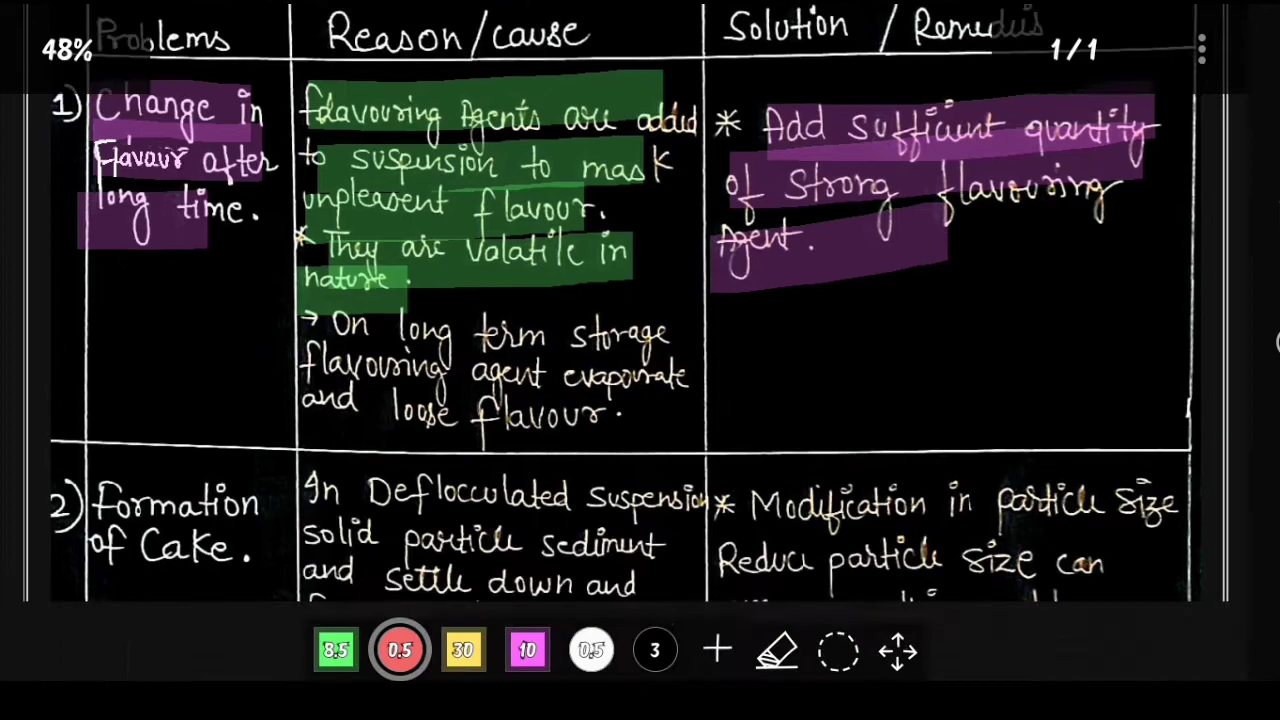 Problems Reason/cause Solution / Remedies
48% 1/1
1) Change in
Flavour after
long time.
fdavouring Agents are added
to suspension to mask
unpleasent flavour.
* They are Volatile in
nature.
→ On long term storage
flavouring agent evaporate
and loose flavour.
* Add sufficient quantity
of Strong flavouring
Agent.
2) Formation
of Cake.
In Deflocculated suspension
solid particle sediment
and settle down and
* Modification in particle size
Reduce particle size can
8.5 0.5 30 10 0.5 3